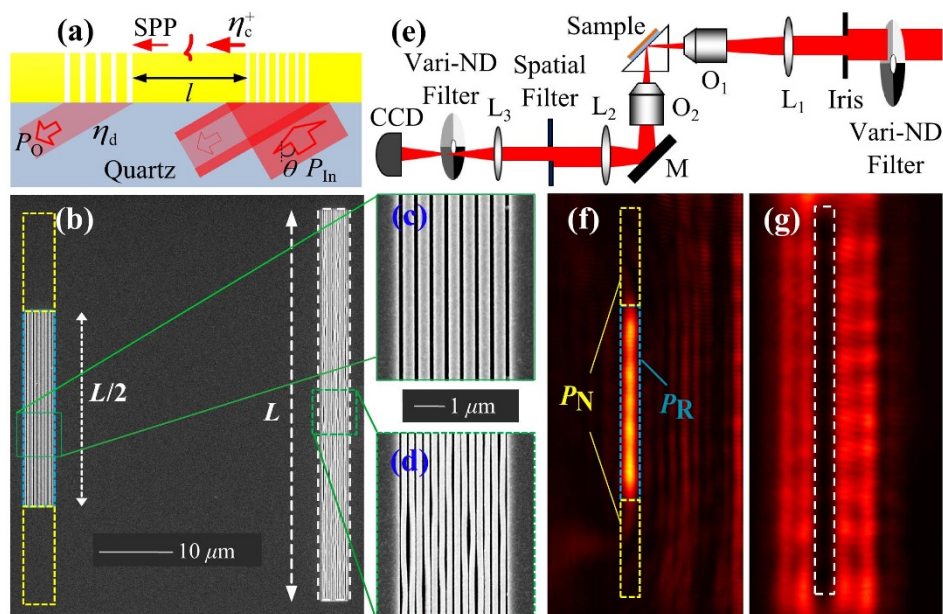 (a)
SPP
η_c^+
l
P_O
η_d
Quartz
θ
P_In
(e)
Sample
Vari-ND
Filter
Spatial
Filter
CCD
L_3
L_2
O_2
O_1
L_1
Iris
M
Vari-ND
Filter
(b)
L/2
L
10 μm
(c)
1 μm
(d)
(f)
P_N
P_R
(g)